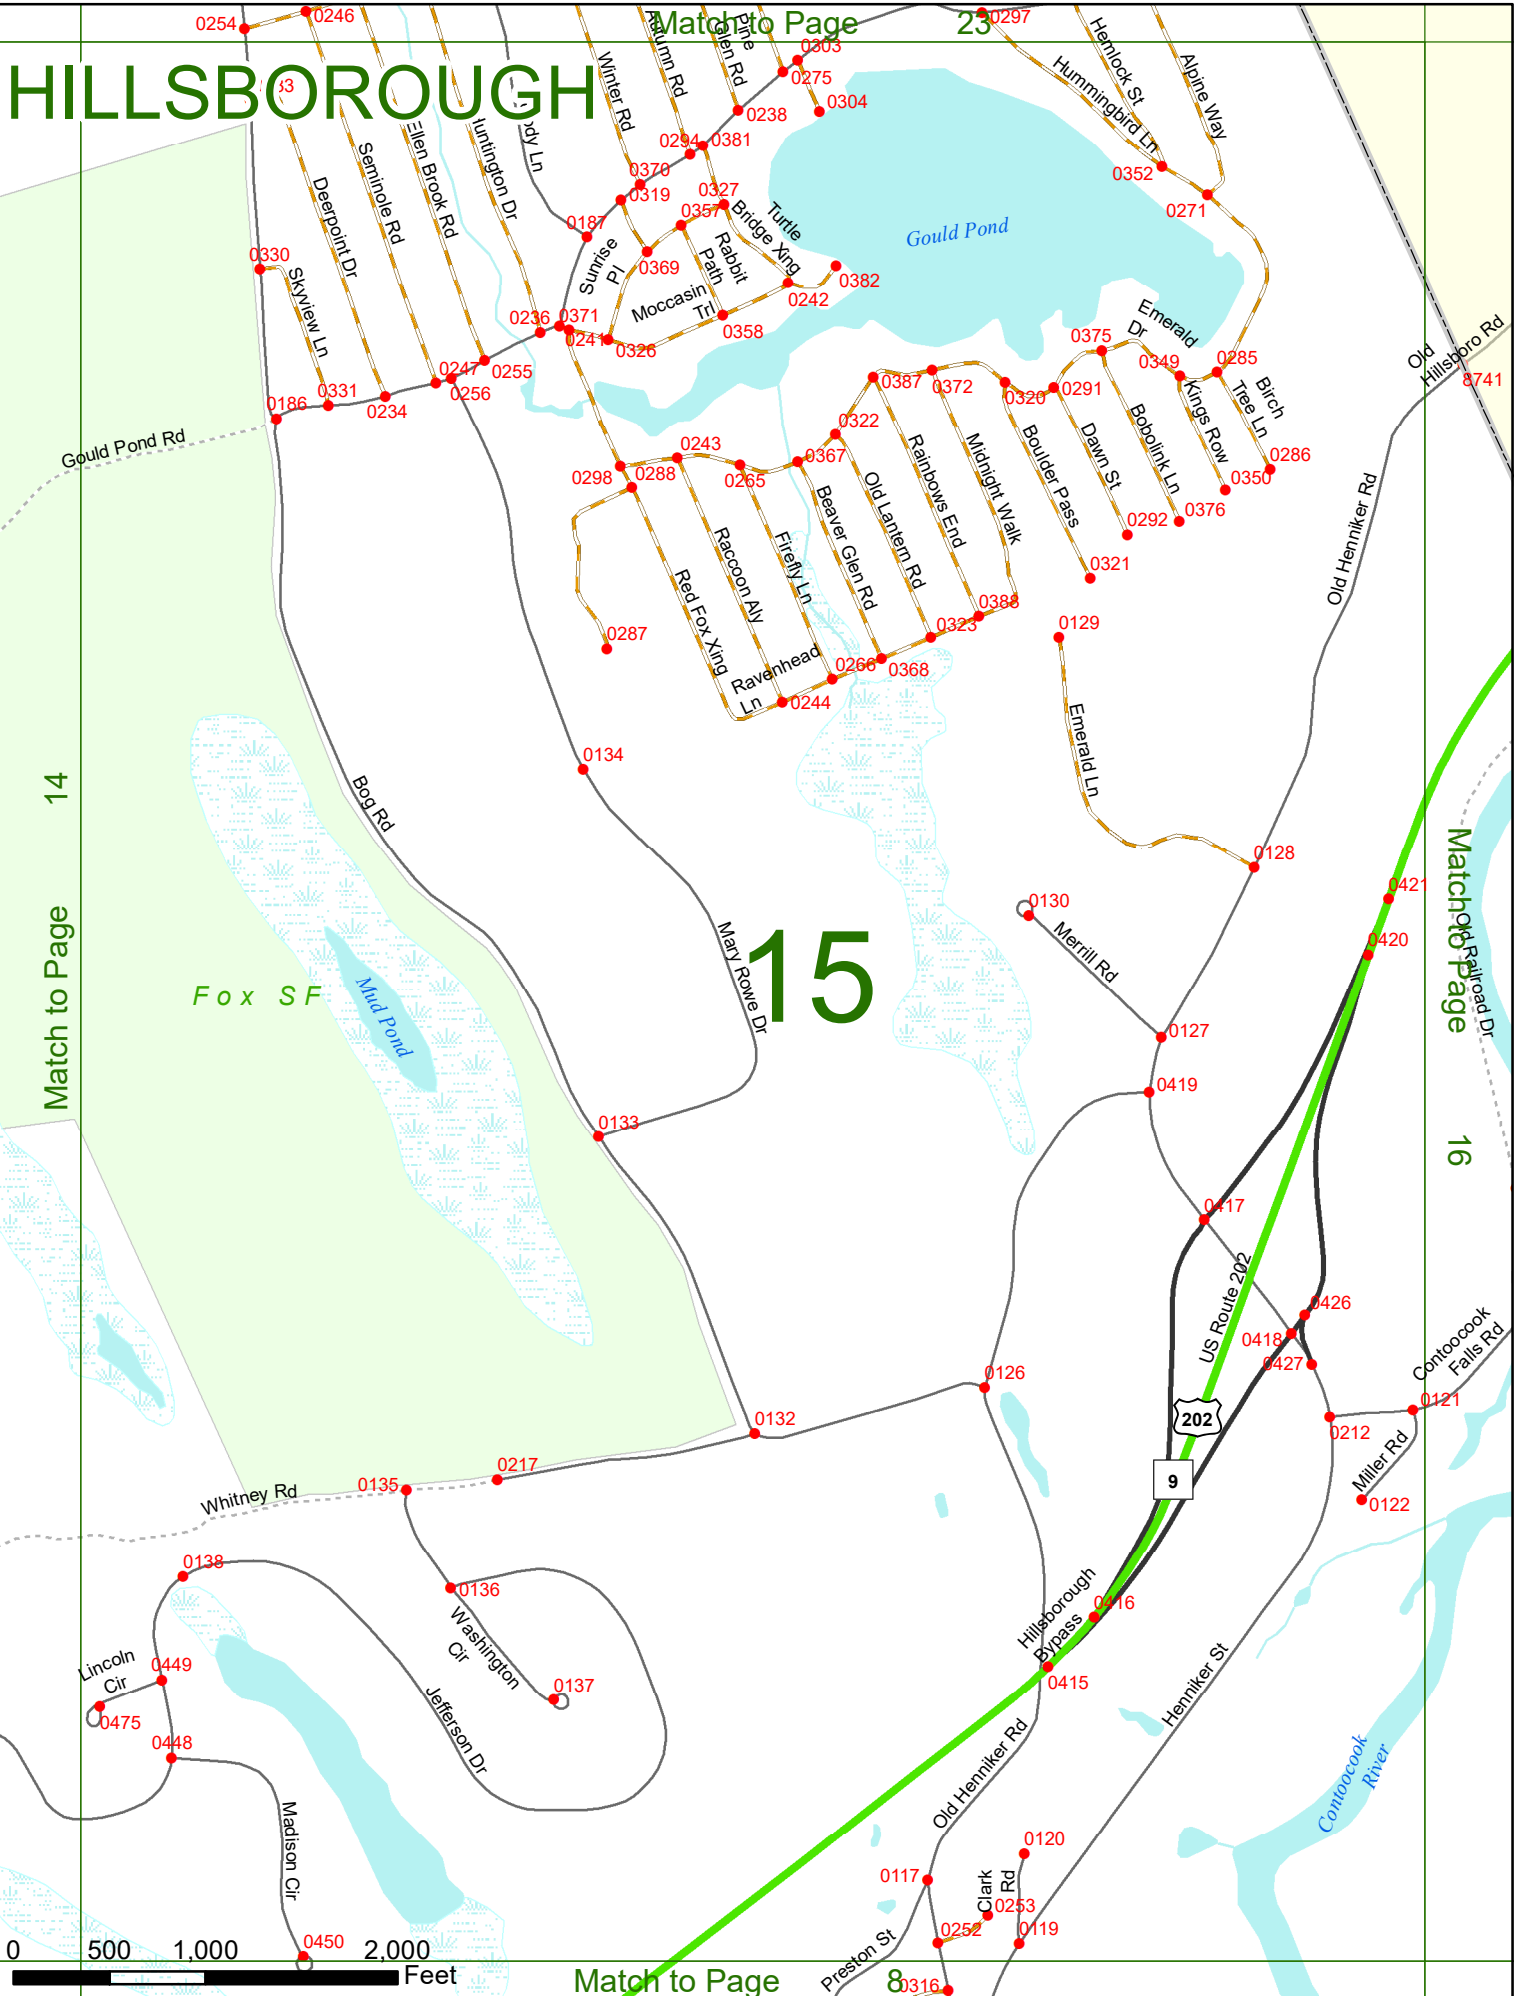 Match to Page 23
HILLSBOROUGH
0254
0246
0297
0303
0275
0304
0238
0294
0381
0370
0319
0327
0357
0187
0369
0382
0242
0358
0352
0271
0330
0236
0371
0241
0326
0247
0255
0256
0186
0331
0234
0375
0349
0285
0387
0372
0320
0291
0322
0243
0298
0288
0265
0367
0286
0350
0376
0292
0321
8741
0287
0388
0323
0368
0266
0244
0129
0134
0128
0130
0421
0420
0127
0419
0133
0417
0426
0418
0427
0126
0121
0212
0132
0217
0135
0122
0138
0136
0416
0449
0137
0415
0475
0448
0120
0117
0253
0252
0119
0450
0316
Winter Rd
Glen Rd
Pine
Hemlock St
Hummingbird Ln
Alpine Way
Deerpoint Dr
Seminole Rd
Ellen Brook Rd
Huntington Dr
Skyview Ln
Sunrise
Pl
Turtle
Bridge Xing
Rabbit
Path
Moccasin
Trl
Gould Pond
Emerald
Dr
Old
Hillsboro Rd
Gould Pond Rd
Kings Row
Birch
Tree Ln
Bobolink Ln
Dawn St
Boulder Pass
Midnight Walk
Rainbows End
Old Lantern Rd
Beaver Glen Rd
Firefly Ln
Raccoon Aly
Red Fox Xing
Ravenhead
Ln
Old Henniker Rd
Emerald Ln
14
Match to Page
Bog Rd
Mary Rowe Dr
15
Merrill Rd
Fox SF
Mud Pond
Match to Page
16
Old Railroad Dr
US Route 202
202
9
Contoocook
Falls Rd
Miller Rd
Whitney Rd
Washington
Cir
Lincoln
Cir
Jefferson Dr
Madison Cir
Hillsborough
Bypass
Henniker St
Old Henniker Rd
Contoocook
River
Clark
Rd
Preston St
0 500 1,000 2,000
Feet
Match to Page 8